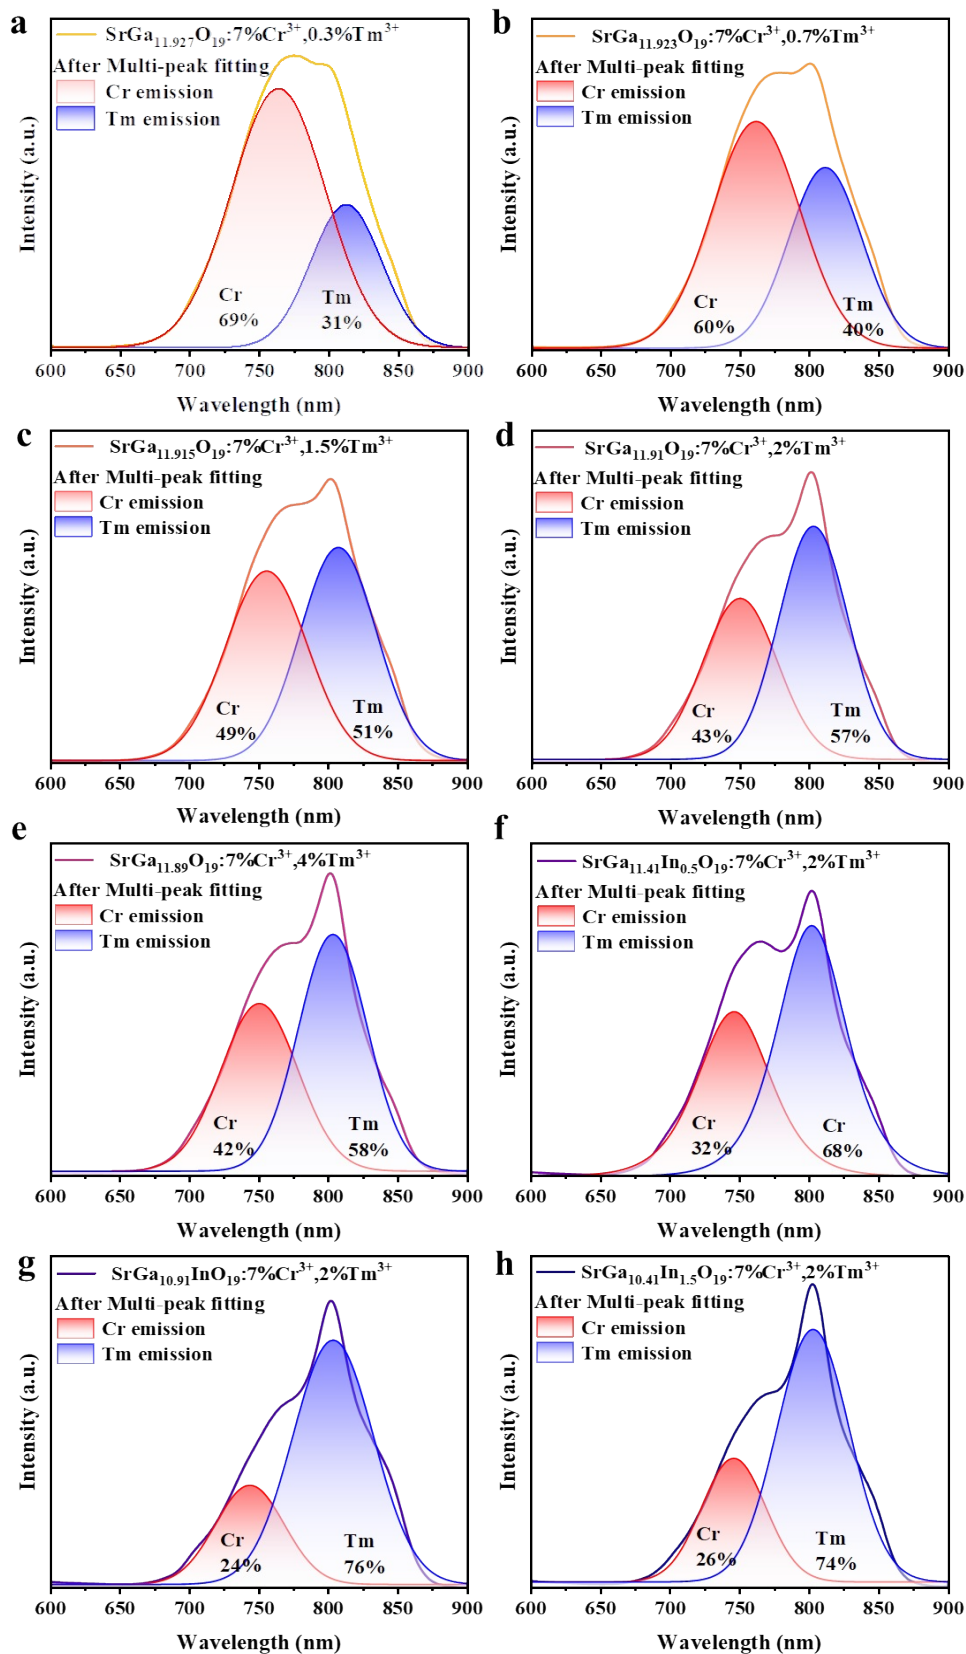 a
SrGa11.927O19:7%Cr3+,0.3%Tm3+
After Multi-peak fitting
Cr emission
Tm emission
Intensity (a.u.)
Cr
69%
Tm
31%
600 650 700 750 800 850 900
Wavelength (nm)
b
SrGa11.923O19:7%Cr3+,0.7%Tm3+
After Multi-peak fitting
Cr emission
Tm emission
Intensity (a.u.)
Cr
60%
Tm
40%
600 650 700 750 800 850 900
Wavelength (nm)
c
SrGa11.915O19:7%Cr3+,1.5%Tm3+
After Multi-peak fitting
Cr emission
Tm emission
Intensity (a.u.)
Cr
49%
Tm
51%
600 650 700 750 800 850 900
Wavelength (nm)
d
SrGa11.91O19:7%Cr3+,2%Tm3+
After Multi-peak fitting
Cr emission
Tm emission
Intensity (a.u.)
Cr
43%
Tm
57%
600 650 700 750 800 850 900
Wavelength (nm)
e
SrGa11.89O19:7%Cr3+,4%Tm3+
After Multi-peak fitting
Cr emission
Tm emission
Intensity (a.u.)
Cr
42%
Tm
58%
600 650 700 750 800 850 900
Wavelength (nm)
f
SrGa11.41In0.5O19:7%Cr3+,2%Tm3+
After Multi-peak fitting
Cr emission
Tm emission
Intensity (a.u.)
Cr
32%
Cr
68%
600 650 700 750 800 850 900
Wavelength (nm)
g
SrGa10.91InO19:7%Cr3+,2%Tm3+
After Multi-peak fitting
Cr emission
Tm emission
Intensity (a.u.)
Cr
24%
Tm
76%
600 650 700 750 800 850 900
Wavelength (nm)
h
SrGa10.41In1.5O19:7%Cr3+,2%Tm3+
After Multi-peak fitting
Cr emission
Tm emission
Intensity (a.u.)
Cr
26%
Tm
74%
600 650 700 750 800 850 900
Wavelength (nm)